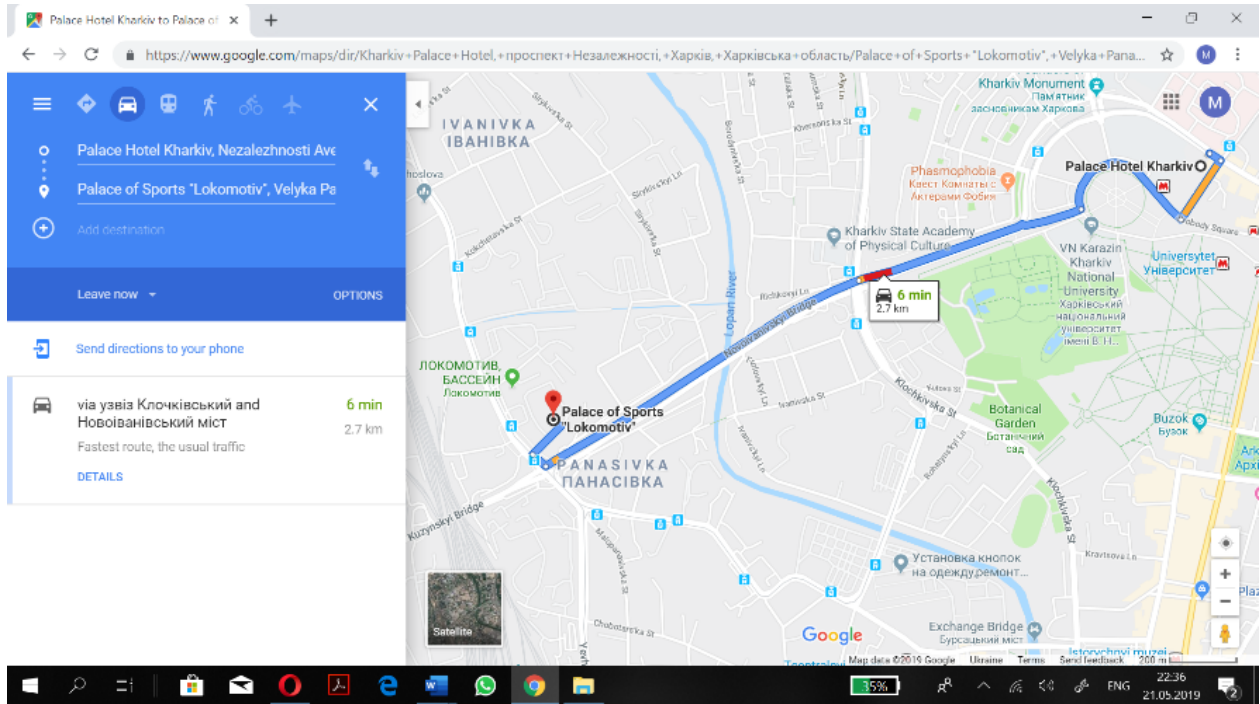 Palace Hotel Kharkiv to Palace of
https://www.google.com/maps/dir/Kharkiv+Palace+Hotel,+проспект+Незалежності,+Харків,+Харківська+область/Palace+of+Sports+"Lokomotiv",+Velyka+Pana...
M
Palace Hotel Kharkiv, Nezalezhnosti Ave
Palace of Sports "Lokomotiv", Velyka Pa
Add destination
Leave now
OPTIONS
Send directions to your phone
via узвіз Клочківський and
Новоіванівський міст
6 min
2.7 km
Fastest route, the usual traffic
DETAILS
IVANIVKA
ІВАНІВКА
Kharkiv Monument
Пам'ятник
засновникам Харкова
M
Palace Hotel Kharkiv
Phasmophobia
Квест Комнаты с
Актерами Фобия
Kharkiv State Academy
of Physical Culture
VN Karazin
Kharkiv
National
University
Харківський
національний
університет
імені В. Н...
Universytet
Університет
6 min
2.7 km
Lopan River
Novoivanivskyi Bridge
ЛОКОМОТИВ,
БАССЕЙН
Локомотив
Palace of Sports
"Lokomotiv"
PANASIVKA
ПАНАСІВКА
Kuzynskyi Bridge
Klochkivska St
Botanical
Garden
Ботанічний
сад
Buzok
Бузок
Klochkivska St
Kravtsova Ln
Установка кнопок
на одежду,ремонт...
Exchange Bridge
Бурсацький міст
Satellite
Chobotarska St
Google
Map data ©2019 Google
Ukraine
Terms
Send feedback
200 m
35%
ENG
22:36
21.05.2019
2